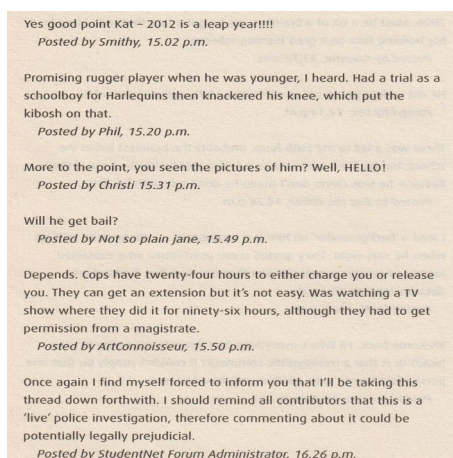 Yes good point Kat – 2012 is a leap year!!!!
Posted by Smithy, 15.02 p.m.
Promising rugger player when he was younger, I heard. Had a trial as a
schoolboy for Harlequins then knackered his knee, which put the
kibosh on that.
Posted by Phil, 15.20 p.m.
More to the point, you seen the pictures of him? Well, HELLO!
Posted by Christi 15.31 p.m.
Will he get bail?
Posted by Not so plain jane, 15.49 p.m.
Depends. Cops have twenty-four hours to either charge you or release
you. They can get an extension but it's not easy. Was watching a TV
show where they did it for ninety-six hours, although they had to get
permission from a magistrate.
Posted by ArtConnoisseur, 15.50 p.m.
Once again I find myself forced to inform you that I'll be taking this
thread down forthwith. I should remind all contributors that this is a
'live' police investigation, therefore commenting about it could be
potentially legally prejudicial.
Posted by StudentNet Forum Administrator, 16.26 p.m.